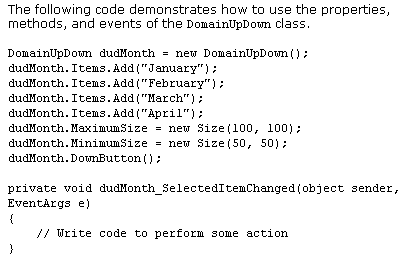 The following code demonstrates how to use the properties,
methods, and events of the DomainUpDown class.
DomainUpDown dudMonth = new DomainUpDown();
dudMonth.Items.Add("January");
dudMonth.Items.Add("February");
dudMonth.Items.Add("March");
dudMonth.Items.Add("April");
dudMonth.MaximumSize = new Size(100, 100);
dudMonth.MinimumSize = new Size(50, 50);
dudMonth.DownButton();
private void dudMonth_SelectedItemChanged(object sender,
EventArgs e)
{
// Write code to perform some action
}